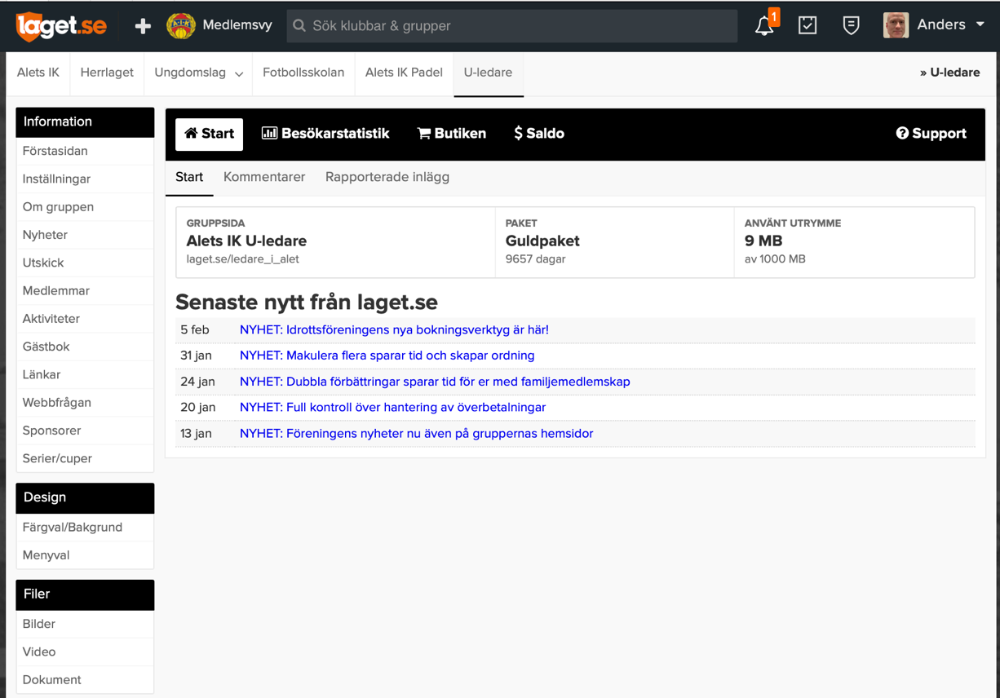 laget.se
Medlemsvy
Sök klubbar & grupper
1
Anders
Alets IK
Herrlaget
Ungdomslag
Fotbollsskolan
Alets IK Padel
U-ledare
» U-ledare
Information
Förstasidan
Inställningar
Om gruppen
Nyheter
Utskick
Medlemmar
Aktiviteter
Gästbok
Länkar
Webbfrågan
Sponsorer
Serier/cuper
Design
Färgval/Bakgrund
Menyval
Filer
Bilder
Video
Dokument
Start
Besökarstatistik
Butiken
$ Saldo
Support
Start
Kommentarer
Rapporterade inlägg
GRUPPSIDA
Alets IK U-ledare
laget.se/ledare_i_alet
PAKET
Guldpaket
9657 dagar
ANVÄNT UTRYMME
9 MB
av 1000 MB
Senaste nytt från laget.se
5 feb NYHET: Idrottsföreningens nya bokningsverktyg är här!
31 jan NYHET: Makulera flera sparar tid och skapar ordning
24 jan NYHET: Dubbla förbättringar sparar tid för er med familjemedlemskap
20 jan NYHET: Full kontroll över hantering av överbetalningar
13 jan NYHET: Föreningens nyheter nu även på gruppernas hemsidor